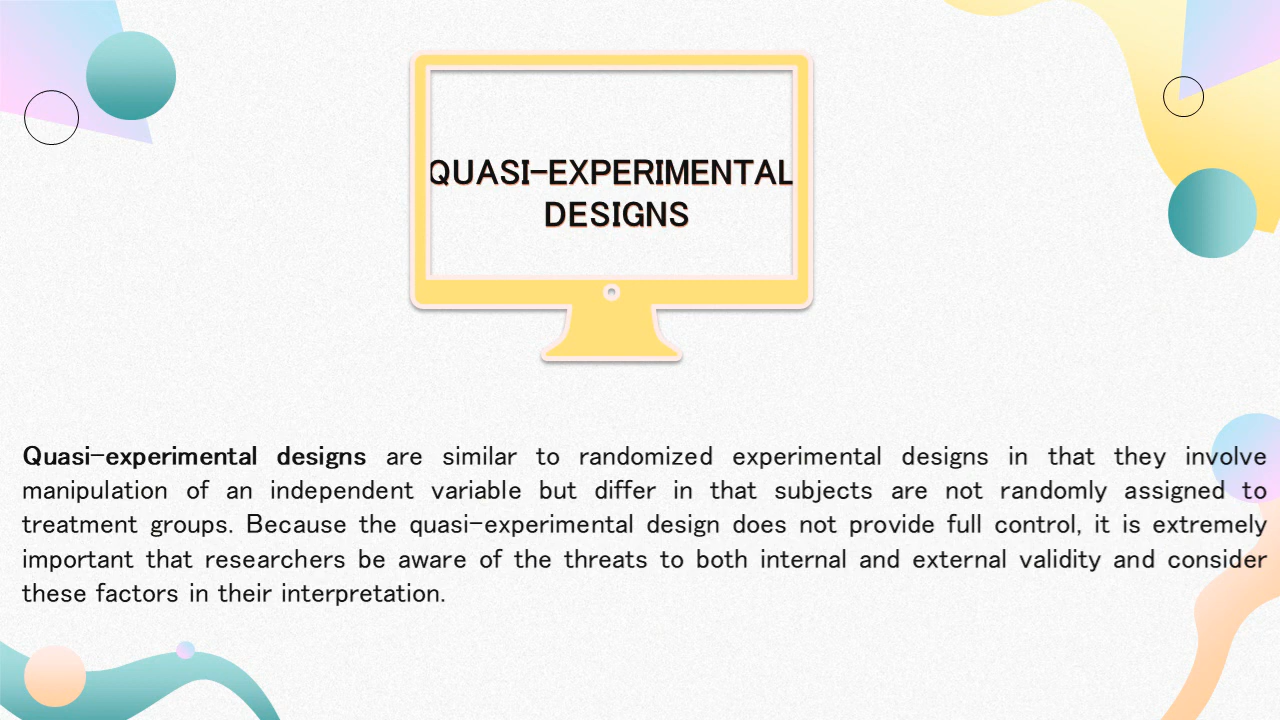 QUASI-EXPERIMENTAL
DESIGNS
Quasi-experimental designs are similar to randomized experimental designs in that they involve
manipulation of an independent variable but differ in that subjects are not randomly assigned to
treatment groups. Because the quasi-experimental design does not provide full control, it is extremely
important that researchers be aware of the threats to both internal and external validity and consider
these factors in their interpretation.